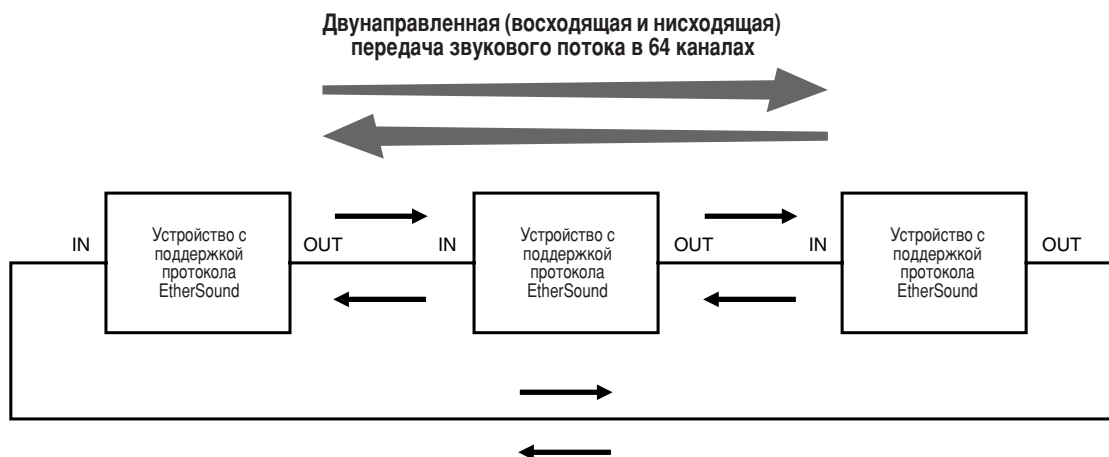 Двунаправленная (восходящая и нисходящая)
передача звукового потока в 64 каналах
IN
Устройство с
поддержкой
протокола
EtherSound
OUT
IN
Устройство с
поддержкой
протокола
EtherSound
OUT
IN
Устройство с
поддержкой
протокола
EtherSound
OUT